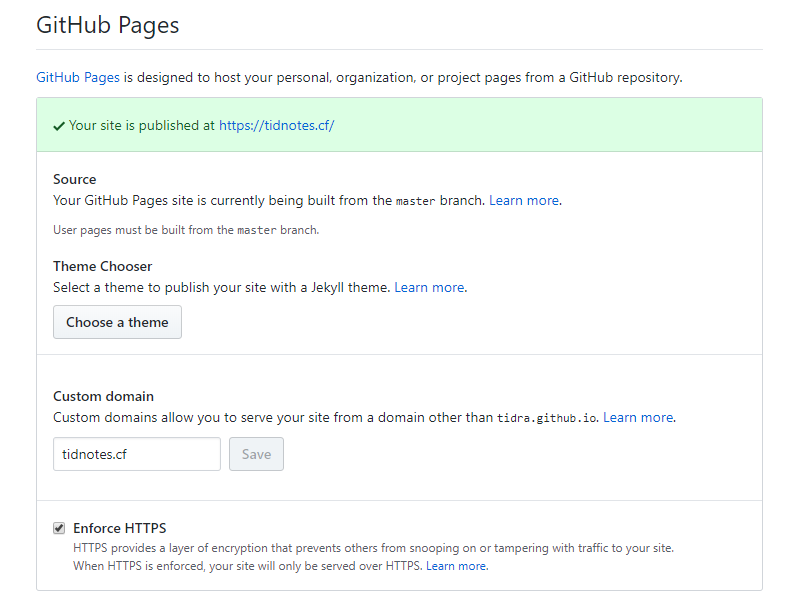 GitHub Pages
GitHub Pages is designed to host your personal, organization, or project pages from a GitHub repository.
Your site is published at https://tidnotes.cf/
Source
Your GitHub Pages site is currently being built from the master branch. Learn more.
User pages must be built from the master branch.
Theme Chooser
Select a theme to publish your site with a Jekyll theme. Learn more.
Choose a theme
Custom domain
Custom domains allow you to serve your site from a domain other than tidra.github.io. Learn more.
tidnotes.cf Save
Enforce HTTPS
HTTPS provides a layer of encryption that prevents others from snooping on or tampering with traffic to your site.
When HTTPS is enforced, your site will only be served over HTTPS. Learn more.